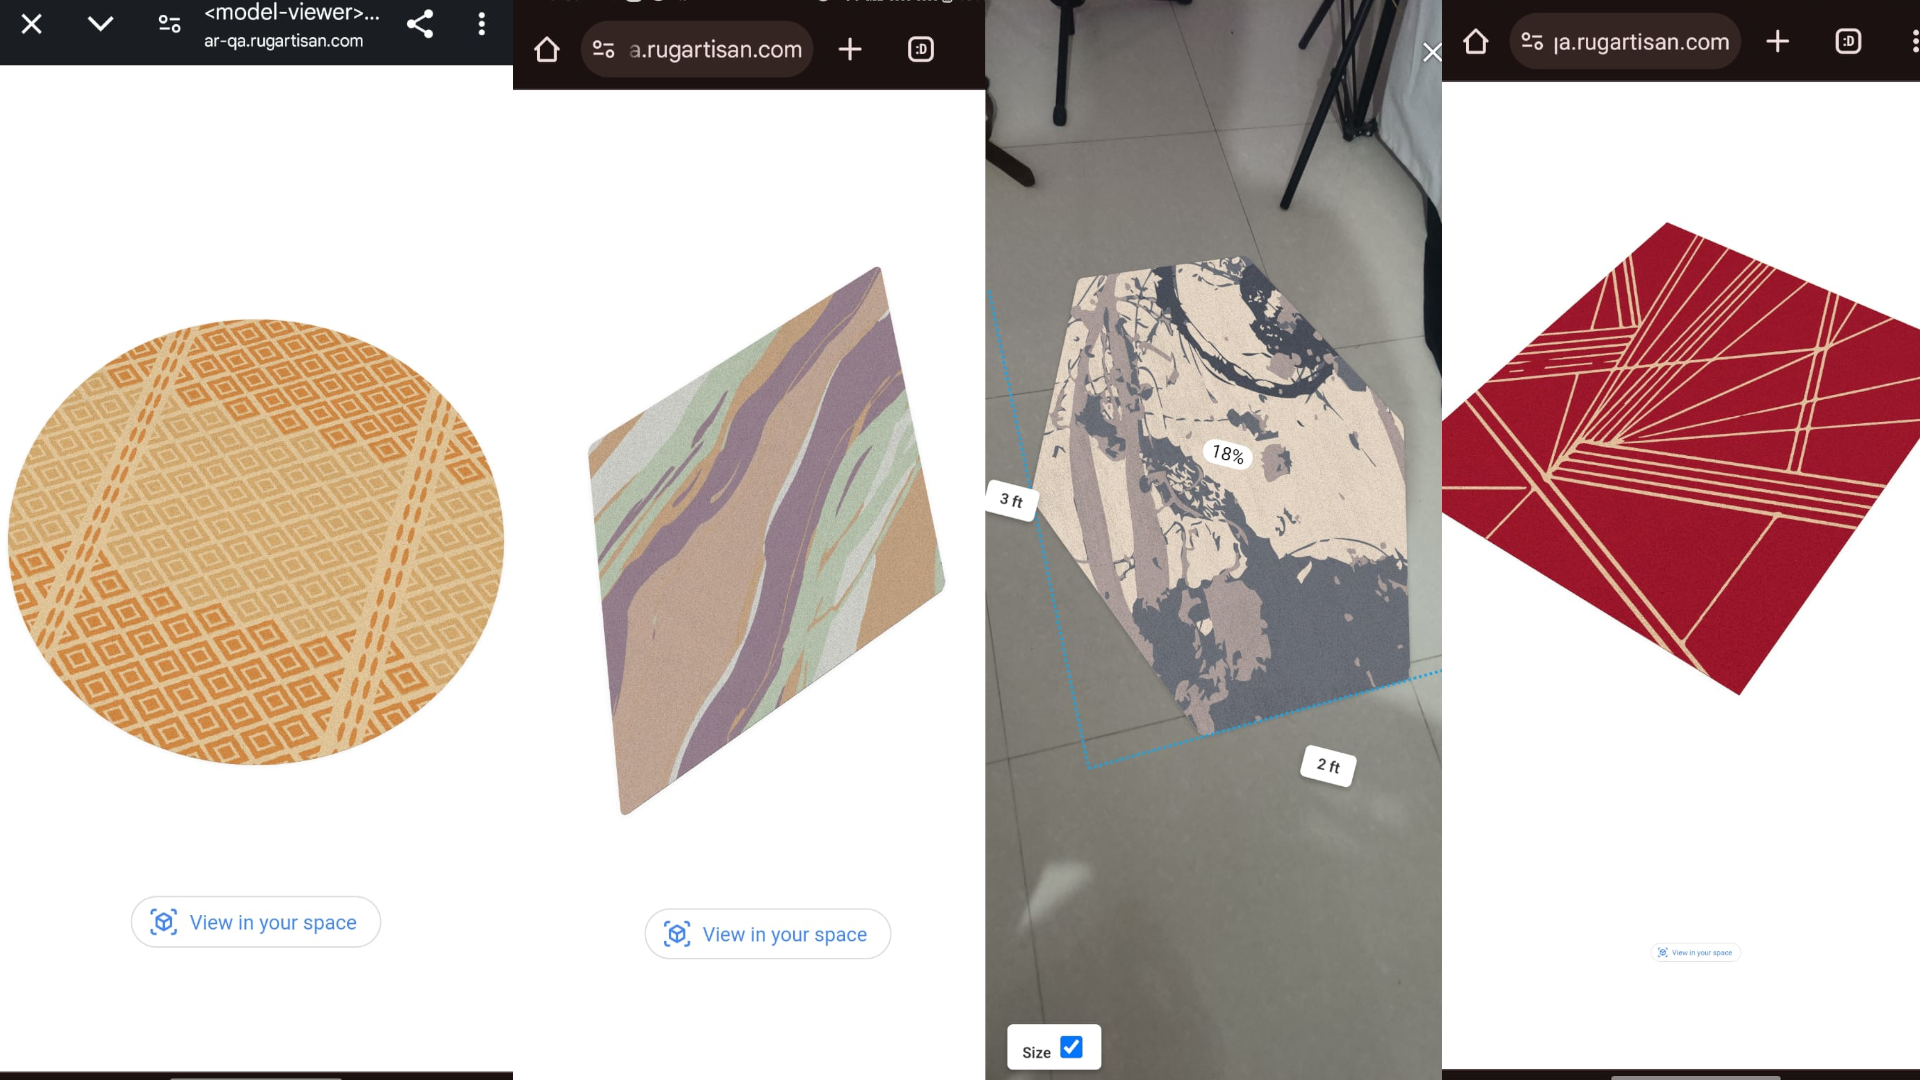 <model-viewer>...
ar-qa.rugartisan.com
View in your space
a.rugartisan.com
:D
View in your space
18%
3 ft
2 ft
Size
a.rugartisan.com
:D
View in your space